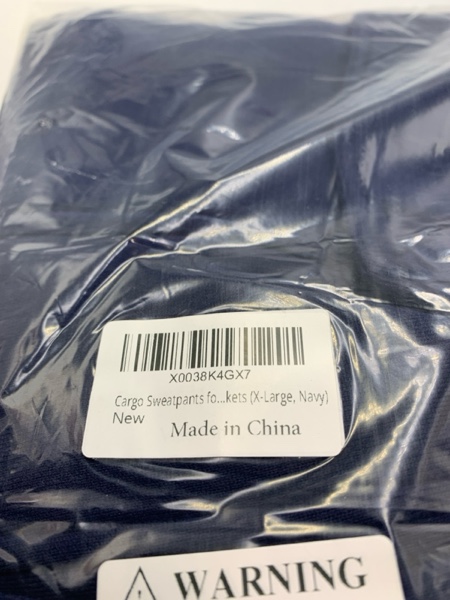 X0038K4GX7
Cargo Sweatpants fo...kets (X-Large, Navy)
New
Made in China
WARNING